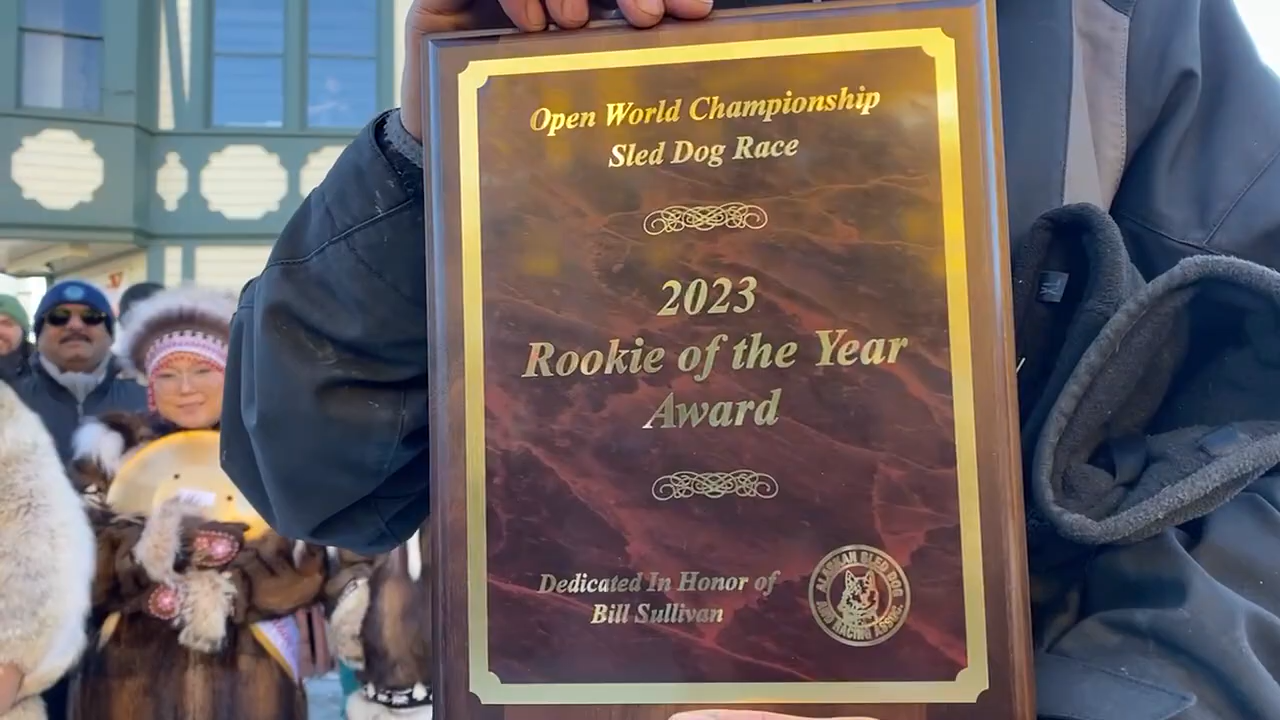 Open World Championship
Sled Dog Race
2023
Rookie of the Year
Award
Dedicated In Honor of
Bill Sullivan
ALASKAN SLED DOG
AND RACING ASSOC.